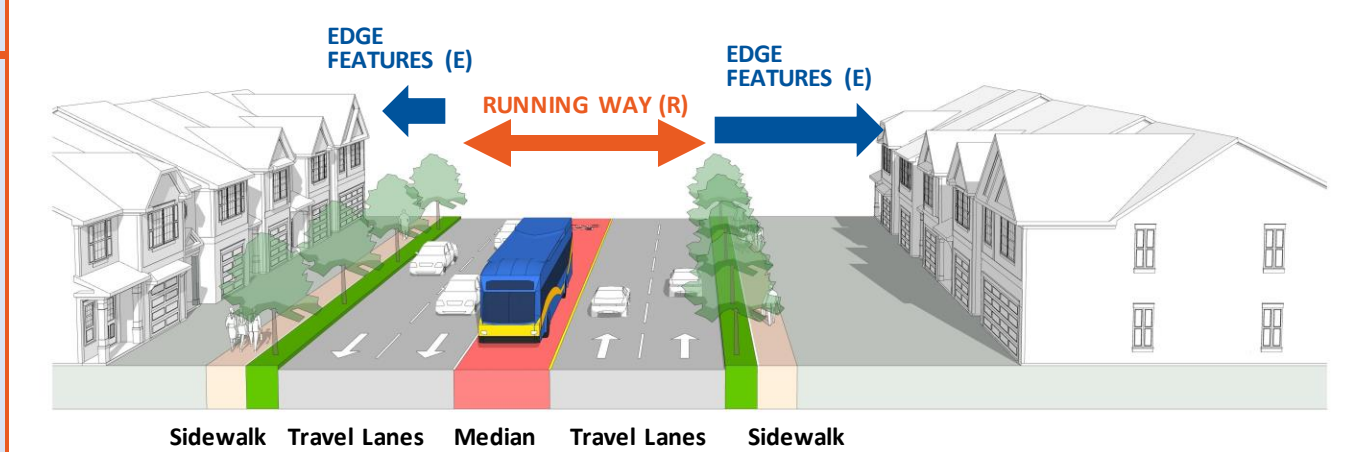 EDGE
FEATURES (E)
EDGE
FEATURES (E)
RUNNING WAY (R)
Sidewalk Travel Lanes Median Travel Lanes Sidewalk